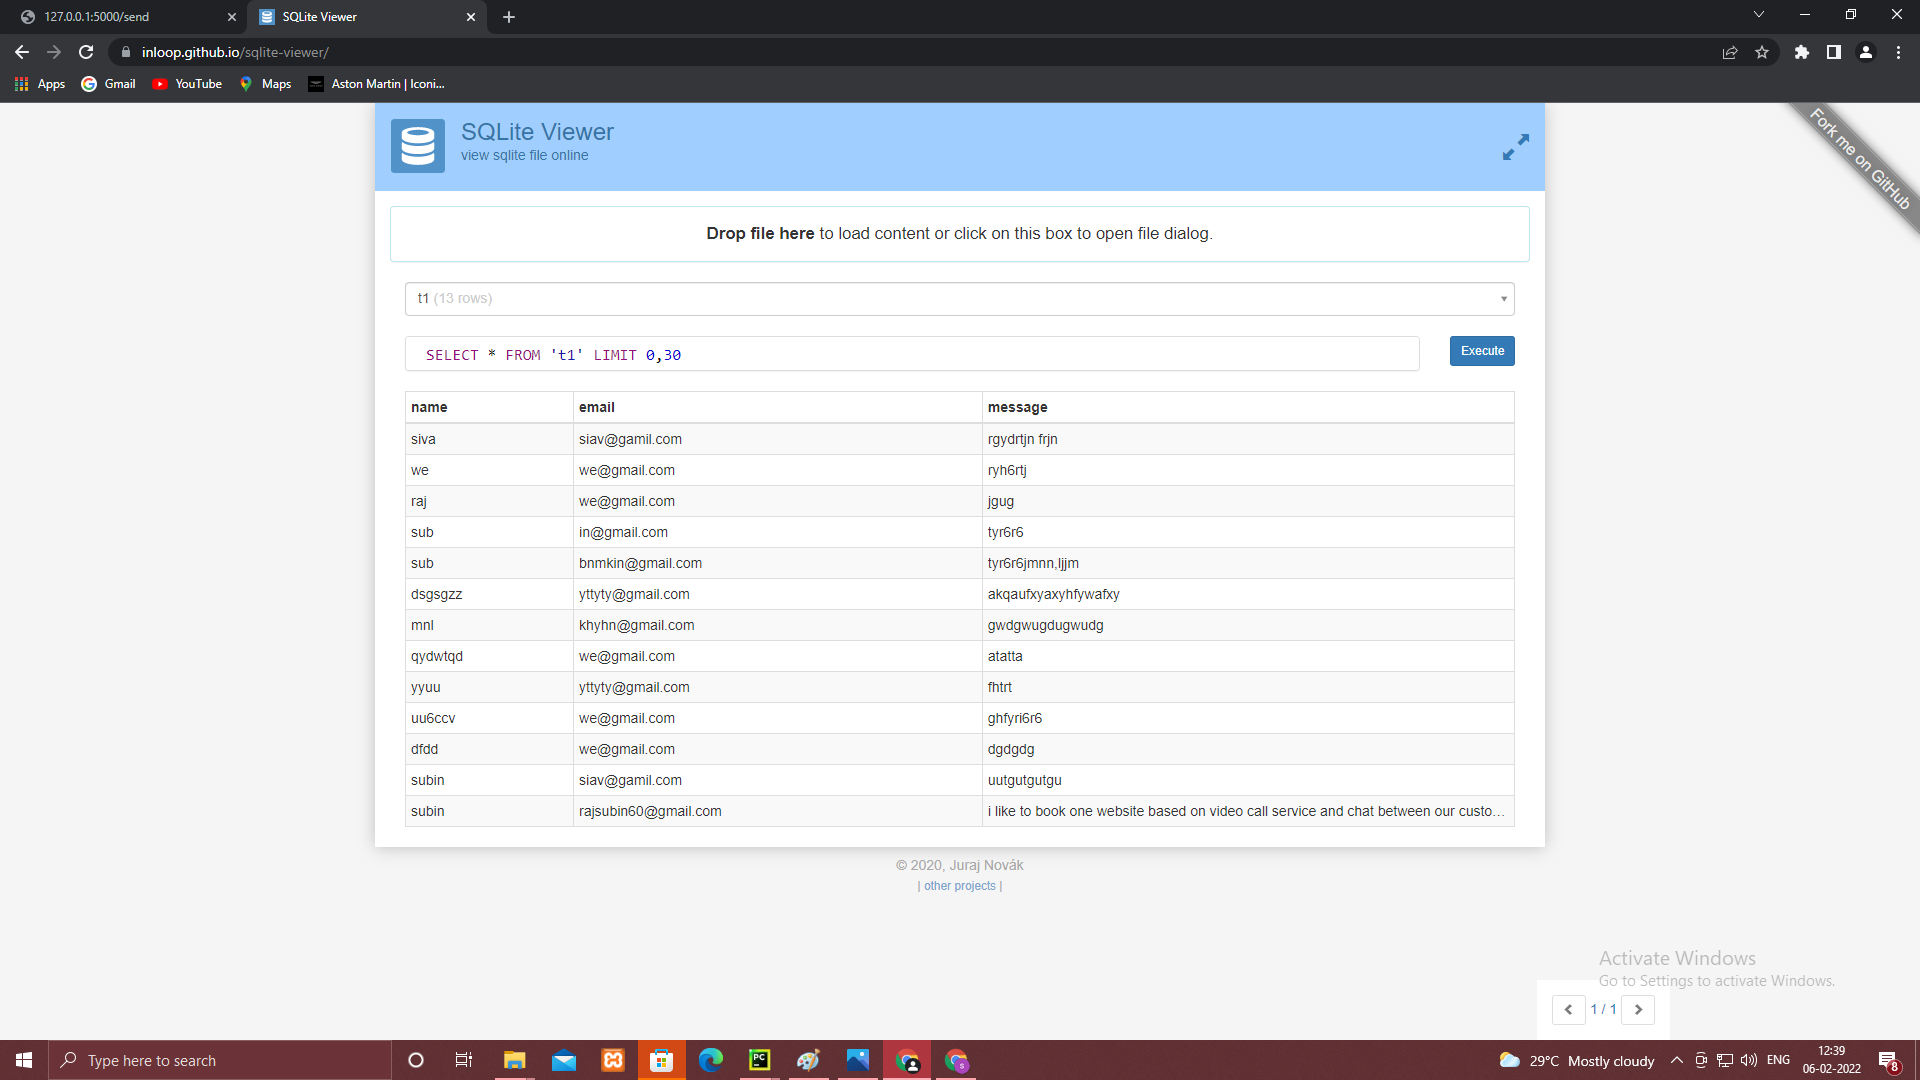 127.0.0.1:5000/send
SQLite Viewer
inloop.github.io/sqlite-viewer/
Apps Gmail YouTube Maps Aston Martin | Iconi...
SQLite Viewer
view sqlite file online
Fork me on GitHub
Drop file here to load content or click on this box to open file dialog.
t1 (13 rows)
SELECT * FROM 't1' LIMIT 0,30
Execute
name email message
siva siav@gamil.com rgydrtjn frjn
we we@gmail.com ryh6rtj
raj we@gmail.com jgug
sub in@gmail.com tyr6r6
sub bnmkin@gmail.com tyr6r6jmnn,ljjm
dsgsgzz yttyty@gmail.com akqaufxyaxyhfywafxy
mnl khyhn@gmail.com gwdgwugdugwudg
qydwtqd we@gmail.com atatta
yyuu yttyty@gmail.com fhtrt
uu6ccv we@gmail.com ghfyri6r6
dfdd we@gmail.com dgdgdg
subin siav@gamil.com uutgutgutgu
subin rajsubin60@gmail.com i like to book one website based on video call service and chat between our custo...
© 2020, Juraj Novák
| other projects |
Activate Windows
Go to Settings to activate Windows.
1 / 1
Type here to search
PC
S
29°C Mostly cloudy
ENG
12:39
06-02-2022
8